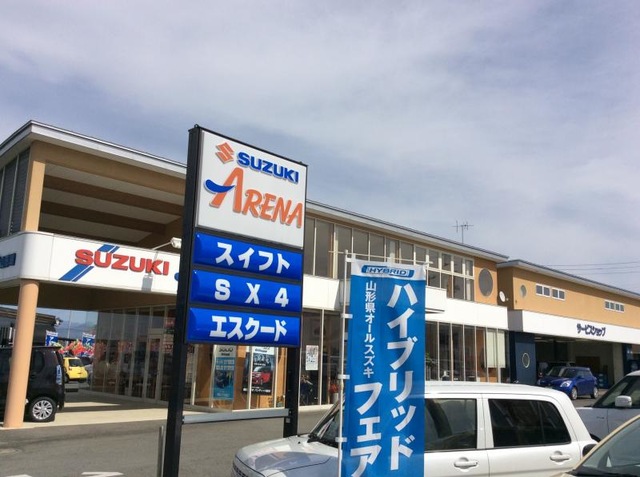 SUZUKI
ARENA
スイフト
SX4
エスクード
SUZUKI
HYBRID
山形県オールスズキ
ハイブリッドフェア
サービスショップ